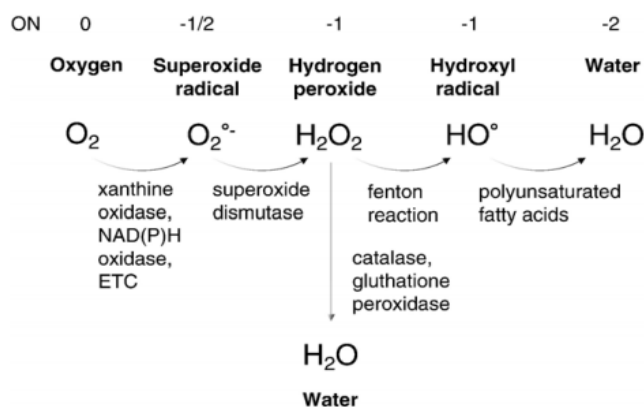 ON 0 -1/2 -1 -1 -2
Oxygen Superoxide radical Hydrogen peroxide Hydroxyl radical Water
O₂ O₂°⁻ H₂O₂ HO° H₂O
xanthine
oxidase,
NAD(P)H
oxidase,
ETC
superoxide
dismutase
fenton
reaction
polyunsaturated
fatty acids
catalase,
gluthatione
peroxidase
H₂O
Water